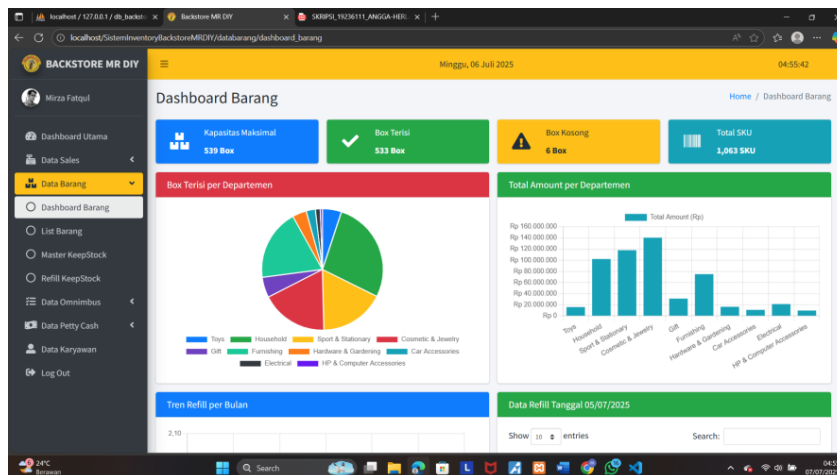 localhost / 127.0.0.1 / db_backsto
Backstore MR DIY
SKRIPSI_19236111_ANGGA-HER
localhost/SistemInventoryBackstoreMRDIY/databarang/dashboard_barang
BACKSTORE MR DIY
Minggu, 06 Juli 2025
04:55:42
Mirza Fatqul
Dashboard Barang
Home / Dashboard Barang
Dashboard Utama
Data Sales
Data Barang
Dashboard Barang
List Barang
Master KeepStock
Refill KeepStock
Data Omnimbus
Data Petty Cash
Data Karyawan
Log Out
Kapasitas Maksimal
539 Box
Box Terisi
533 Box
Box Kosong
6 Box
Total SKU
1,063 SKU
Box Terisi per Departemen
Toys Household Sport & Stationary Cosmetic & Jewelry
Gift Furnishing Hardware & Gardening Car Accessories
Electrical HP & Computer Accessories
Total Amount per Departemen
Total Amount (Rp)
Rp 160.000.000
Rp 140.000.000
Rp 120.000.000
Rp 100.000.000
Rp 80.000.000
Rp 60.000.000
Rp 40.000.000
Rp 20.000.000
Rp 0
Toys
Household
Sport & Stationary
Cosmetic & Jewelry
Gift
Furnishing
Hardware & Gardening
Car Accessories
Electrical
HP & Computer Accessories
Tren Refill per Bulan
2,10
Data Refill Tanggal 05/07/2025
Show 10 entries
Search:
24°C
Berawan
Search
04:5
07/07/202